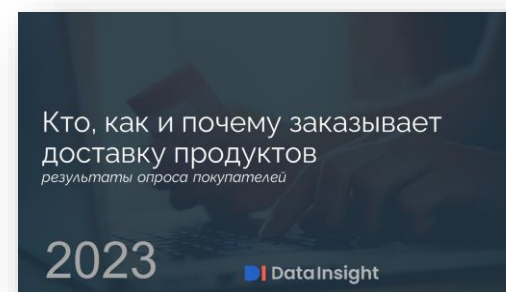 Кто, как и почему заказывает
доставку продуктов
результаты опроса покупателей
2023
DataInsight